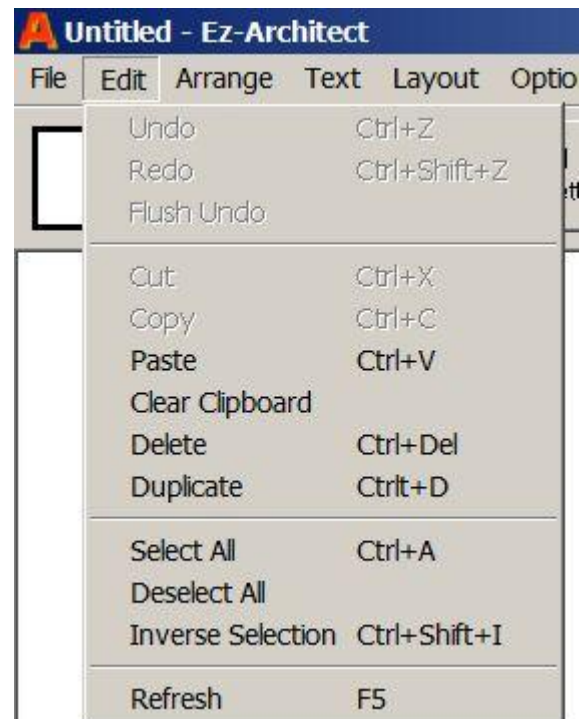 Untitled - Ez-Architect
File Edit Arrange Text Layout Optio
Undo Ctrl+Z
Redo Ctrl+Shift+Z
Flush Undo
Cut Ctrl+X
Copy Ctrl+C
Paste Ctrl+V
Clear Clipboard
Delete Ctrl+Del
Duplicate Ctrlt+D
Select All Ctrl+A
Deselect All
Inverse Selection Ctrl+Shift+I
Refresh F5